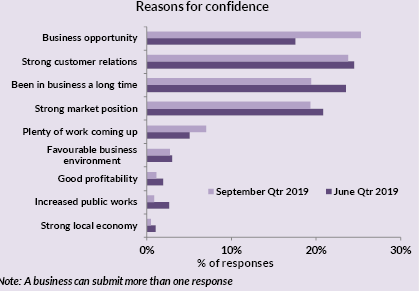 Reasons for confidence
Business opportunity
Strong customer relations
Been in business a long time
Strong market position
Plenty of work coming up
Favourable business
environment
Good profitability
Increased public works
Strong local economy
September Qtr 2019 June Qtr 2019
0% 10% 20% 30%
% of responses
Note: A business can submit more than one response